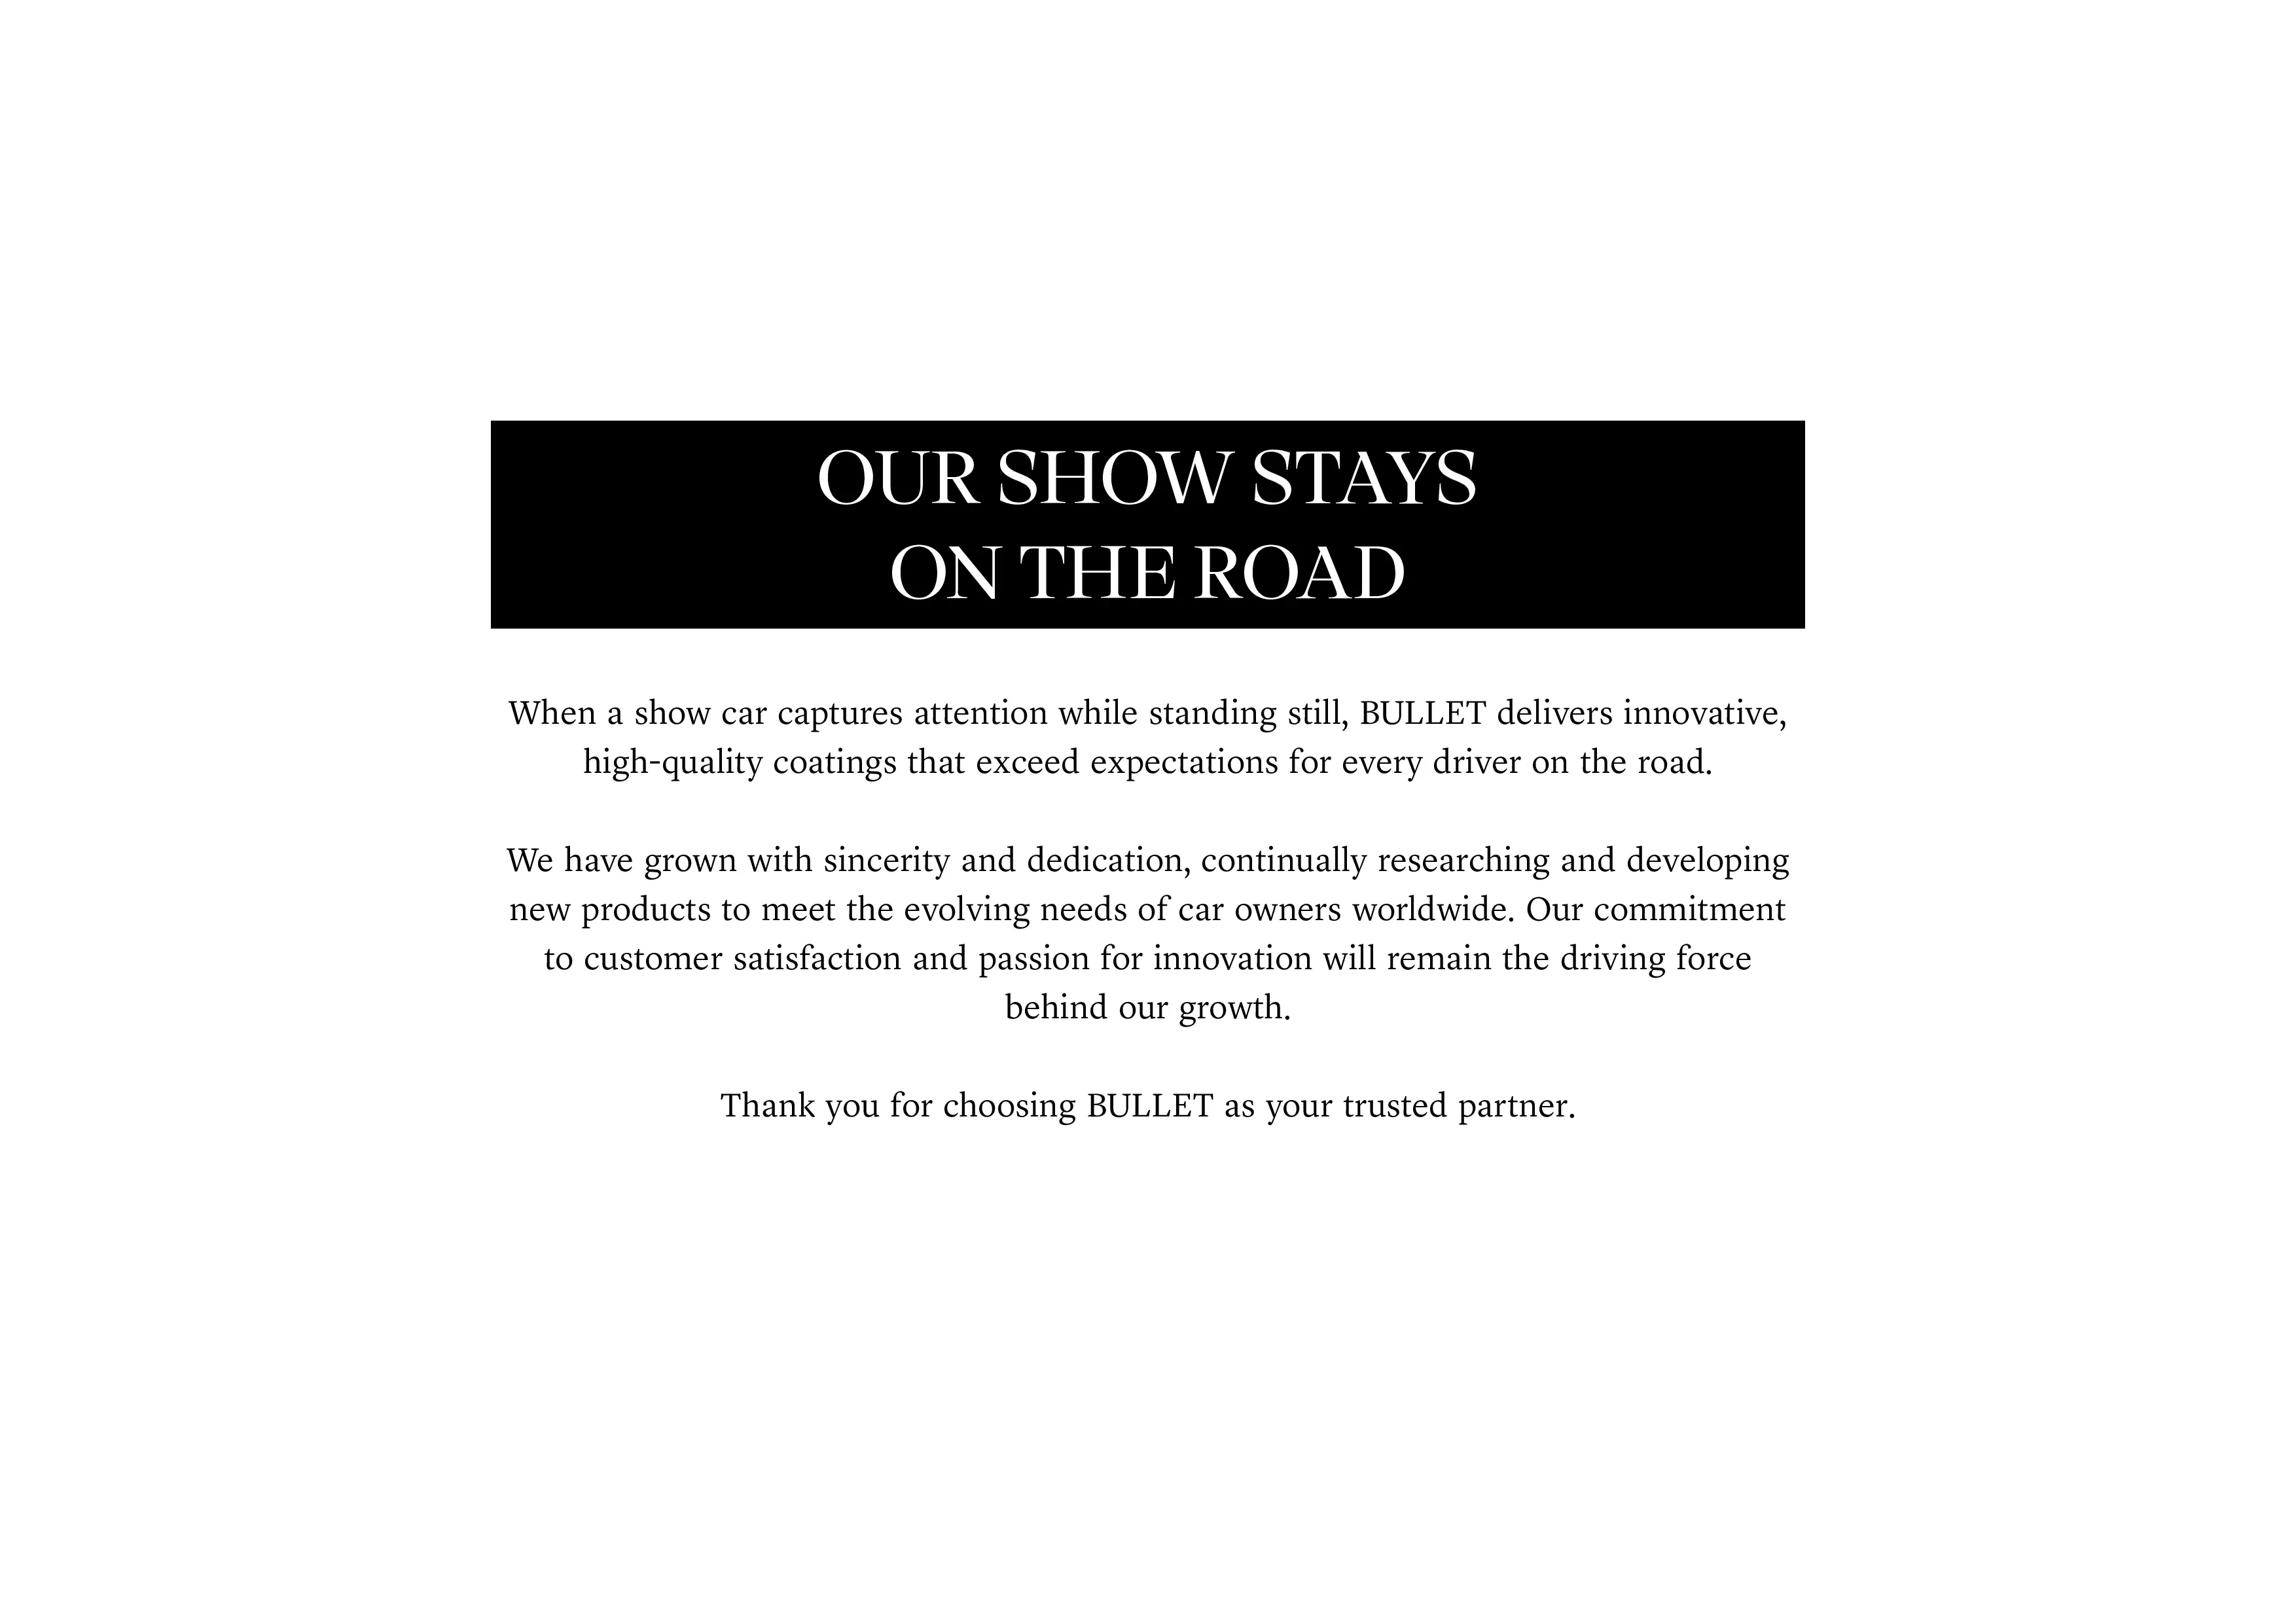 OUR SHOW STAYS
ON THE ROAD
When a show car captures attention while standing still, BULLET delivers innovative,
high-quality coatings that exceed expectations for every driver on the road.
We have grown with sincerity and dedication, continually researching and developing
new products to meet the evolving needs of car owners worldwide. Our commitment
to customer satisfaction and passion for innovation will remain the driving force
behind our growth.
Thank you for choosing BULLET as your trusted partner.